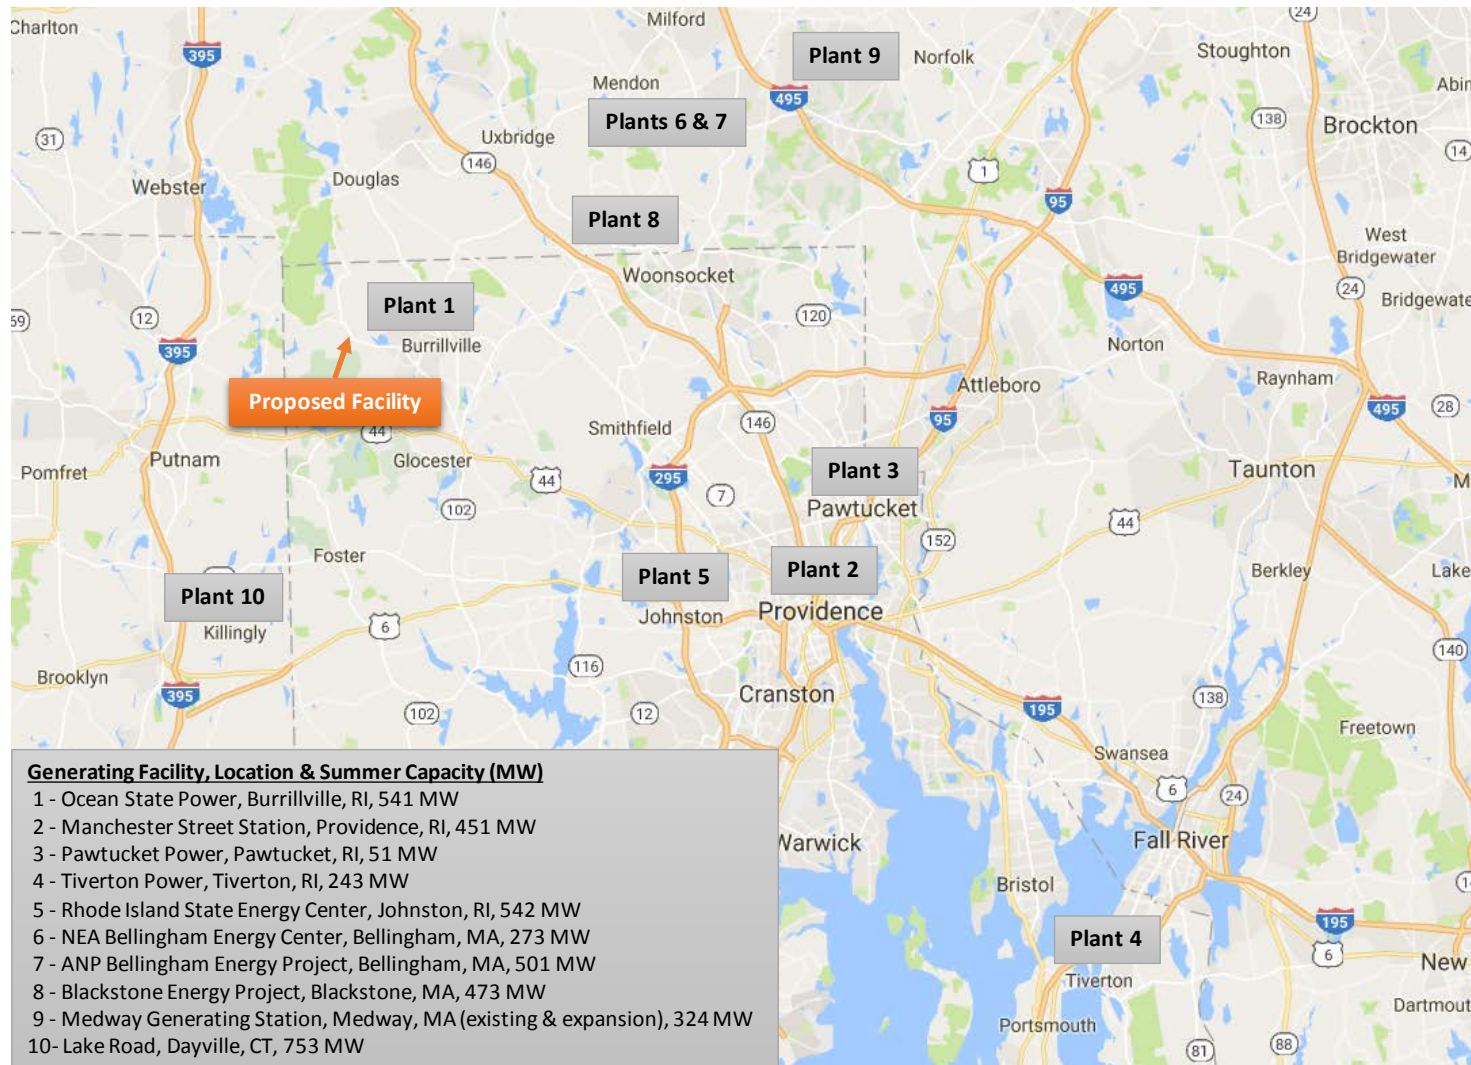 Charlton
Milford
24
395
Plant 9
Norfolk
Stoughton
Mendon
495
Abin
Plants 6 & 7
138
Brockton
31
Uxbridge
14
146
1
Webster
Douglas
95
Plant 8
West
Bridgewater
Woonsocket
495
24
Plant 1
Bridgewate
69
12
120
395
Burrillville
Norton
Proposed Facility
Attleboro
Raynham
495
28
95
146
44
Smithfield
Pomfret
Putnam
Glocester
Plant 3
Taunton
M
44
295
7
102
Pawtucket
44
152
Foster
Plant 5
Plant 2
Berkley
Lake
Plant 10
Johnston
Providence
Killingly
6
140
Brooklyn
116
395
Cranston
138
102
12
195
Freetown
Swansea
6
24
Generating Facility, Location & Summer Capacity (MW)
1 - Ocean State Power, Burrillville, RI, 541 MW
2 - Manchester Street Station, Providence, RI, 451 MW
3 - Pawtucket Power, Pawtucket, RI, 51 MW
4 - Tiverton Power, Tiverton, RI, 243 MW
5 - Rhode Island State Energy Center, Johnston, RI, 542 MW
6 - NEA Bellingham Energy Center, Bellingham, MA, 273 MW
7 - ANP Bellingham Energy Project, Bellingham, MA, 501 MW
8 - Blackstone Energy Project, Blackstone, MA, 473 MW
9 - Medway Generating Station, Medway, MA (existing & expansion), 324 MW
10- Lake Road, Dayville, CT, 753 MW
Warwick
Fall River
Bristol
195
Plant 4
6
New
Tiverton
Dartmout
Portsmouth
81
88